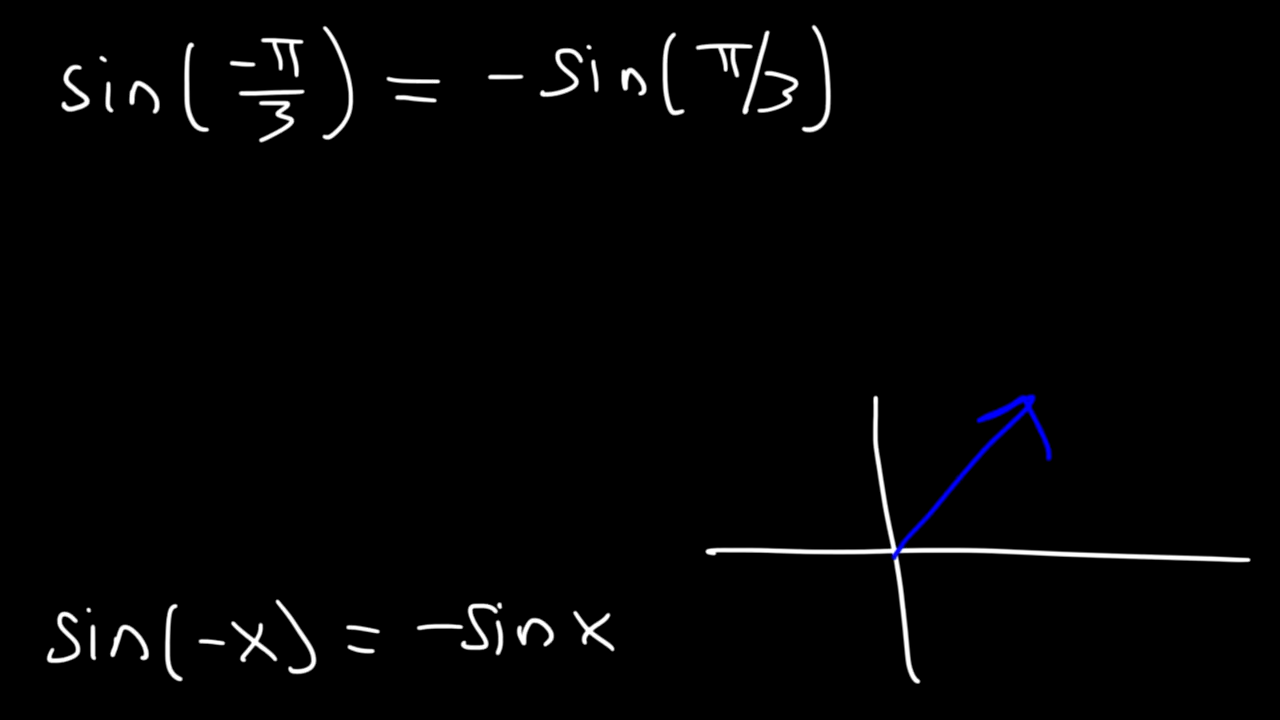 sin(-π/3) = -sin(π/3)
sin(-x) = -sin x